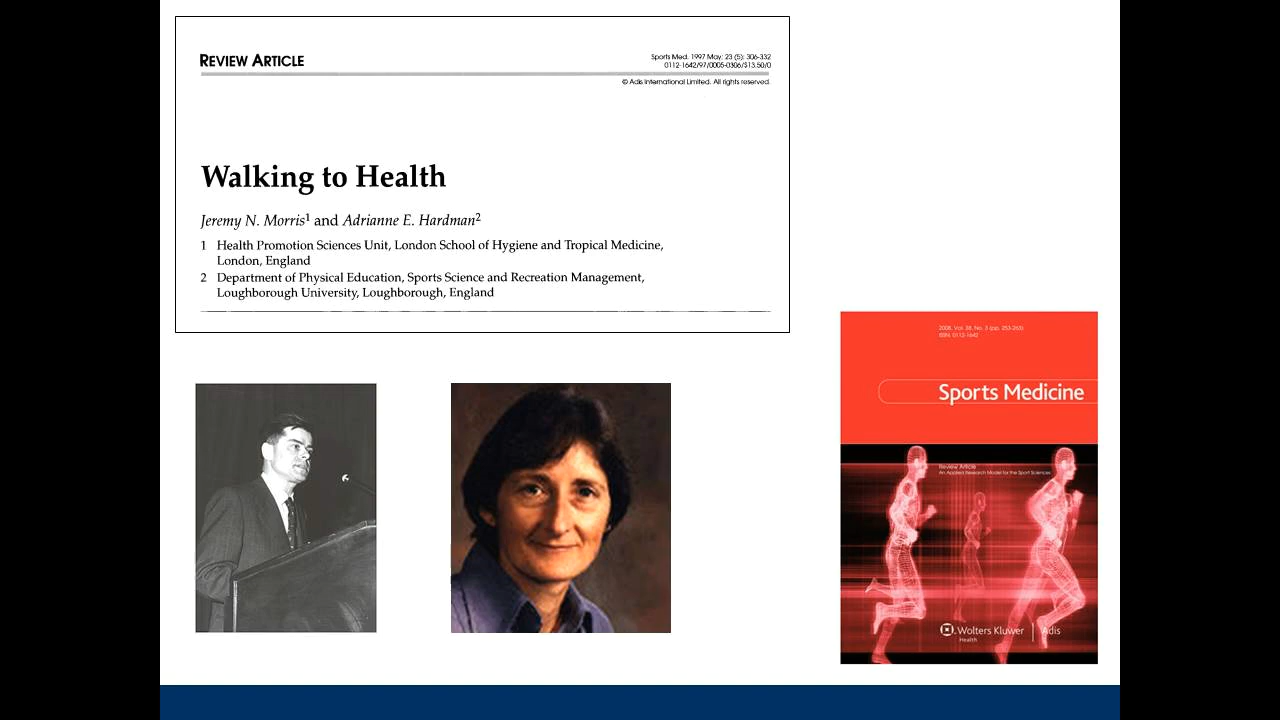 REVIEW ARTICLE
Sports Med. 1997 May; 23 (5): 306-332
0112-1642/97/0005-0306/$13.50/0
© Adis International Limited. All rights reserved.
Walking to Health
Jeremy N. Morris1 and Adrianne E. Hardman2
1 Health Promotion Sciences Unit, London School of Hygiene and Tropical Medicine,
London, England
2 Department of Physical Education, Sports Science and Recreation Management,
Loughborough University, Loughborough, England
2008, Vol. 38, No. 3 (pp. 253-265)
ISSN: 0112-1642
Sports Medicine
Review Article
An Applied Research Model for the Sport Sciences
Wolters Kluwer
Health
Adis